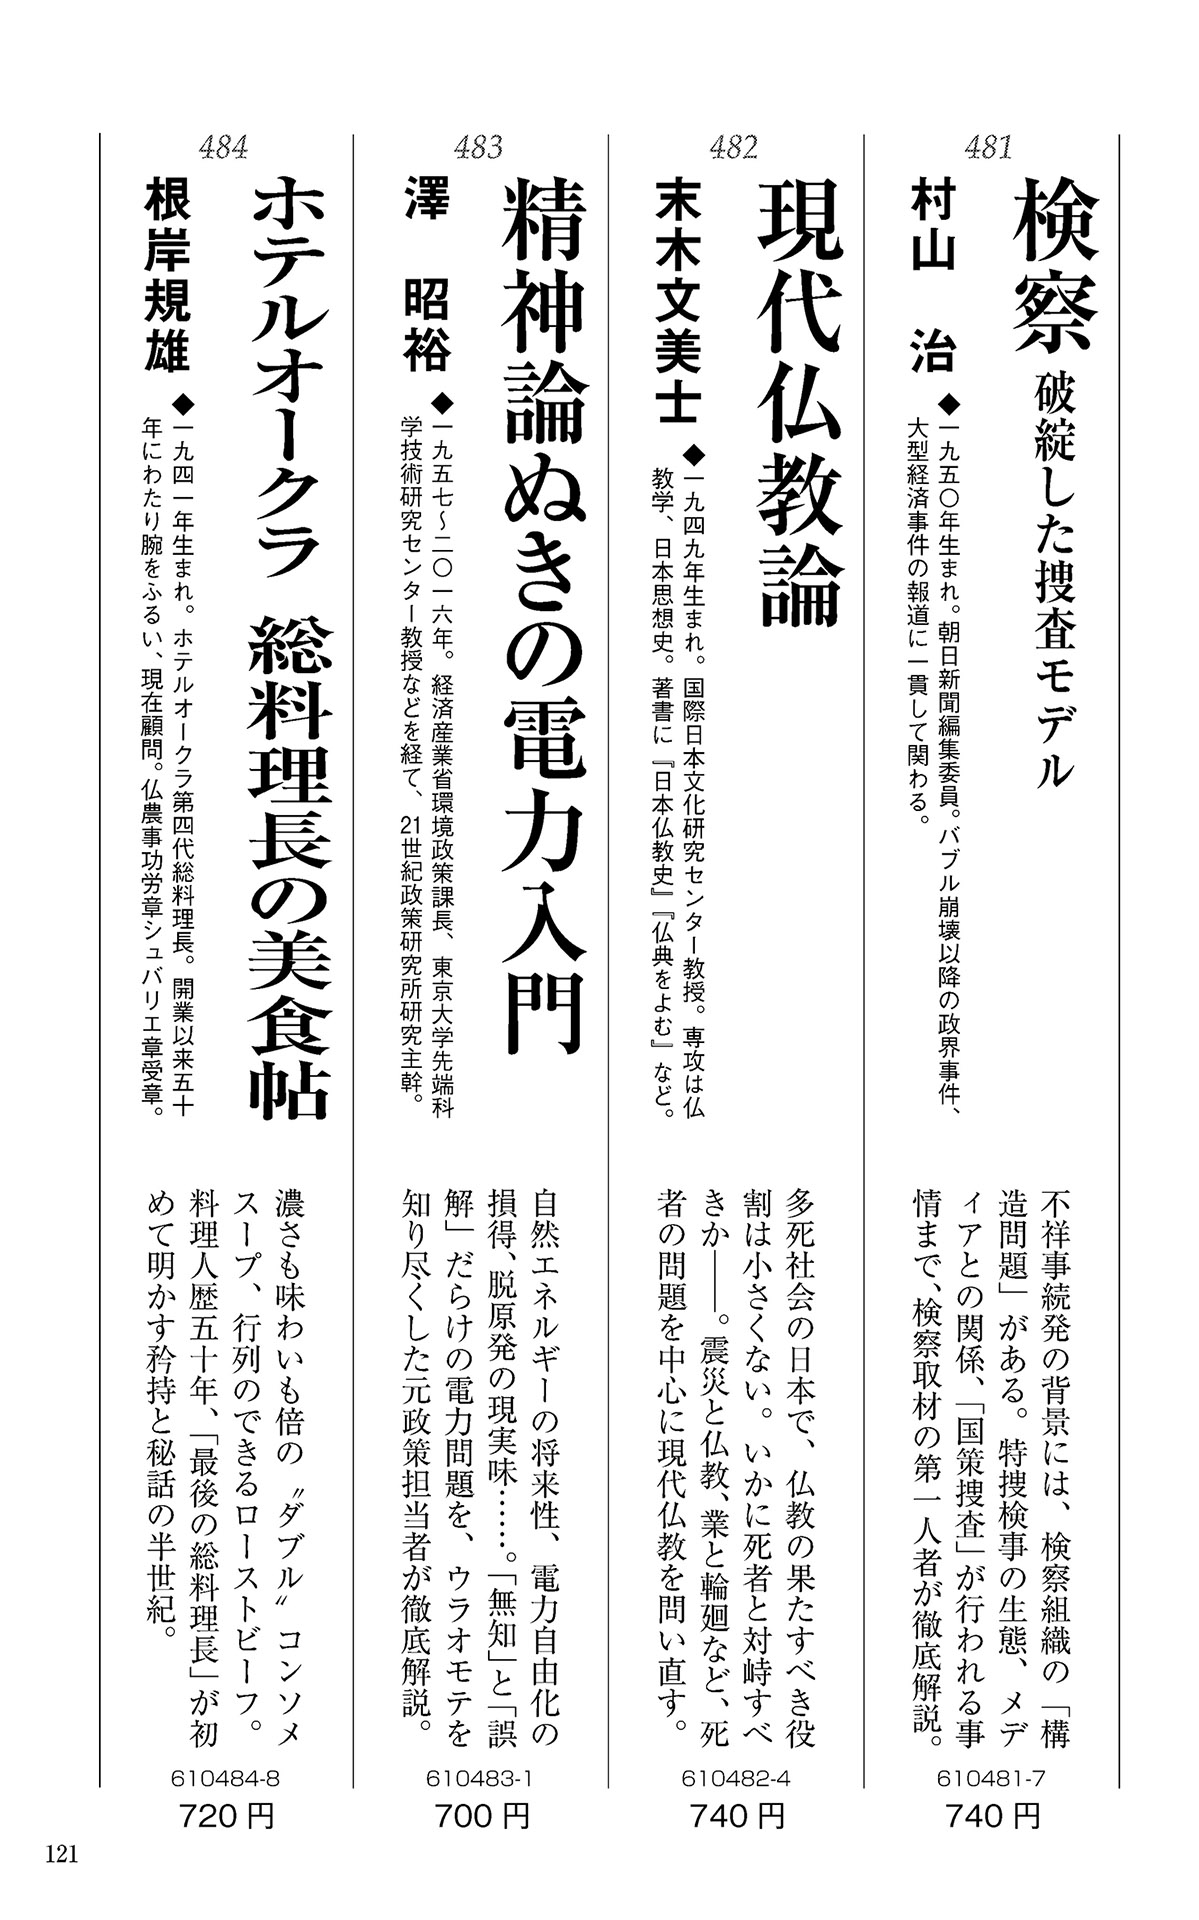 481
検察 破綻した捜査モデル
村山 治
◆一九五〇年生まれ。朝日新聞編集委員。バブル崩壊以降の政界事件、
大型経済事件の報道に一貫して関わる。
不祥事続発の背景には、検察組織の「構
造問題」がある。特捜検事の生態、メデ
ィアとの関係、「国策捜査」が行われる事
情まで、検察取材の第一人者が徹底解説。
610481-7
740円
482
現代仏教論
末木文美士
◆一九四九年生まれ。国際日本文化研究センター教授。専攻は仏
教学、日本思想史。著書に『日本仏教史』『仏典をよむ』など。
多死社会の日本で、仏教の果たすべき役
割は小さくない。いかに死者と対峙すべ
きか――。震災と仏教、業と輪廻など、死
者の問題を中心に現代仏教を問い直す。
610482-4
740円
483
精神論ぬきの電力入門
澤 昭裕
◆一九五七〜二〇一六年。経済産業省環境政策課長、東京大学先端科
学技術研究センター教授などを経て、21世紀政策研究所研究主幹。
自然エネルギーの将来性、電力自由化の
損得、脱原発の現実味……。「無知」と「誤
解」だらけの電力問題を、ウラオモテを
知り尽くした元政策担当者が徹底解説。
610483-1
700円
484
ホテルオークラ 総料理長の美食帖
根岸規雄
◆一九四一年生まれ。ホテルオークラ第四代総料理長。開業以来五十
年にわたり腕をふるい、現在顧問。仏農事功労章シュバリエ章受章。
濃さも味わいも倍の〝ダブル〟コンソメ
スープ、行列のできるローストビーフ。
料理人歴五十年、「最後の総料理長」が初
めて明かす矜持と秘話の半世紀。
610484-8
720円
121